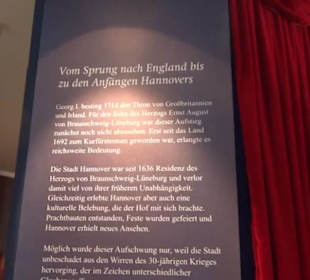 Vom Sprung nach England bis
zu den Anfängen Hannovers
Georg I. bestieg 1714 den Thron von Großbritannien
und Irland. Für den Sohn des Herzogs Ernst August
von Braunschweig-Lüneburg war dieser Aufstieg
zunächst noch nicht abzusehen. Erst seit das Land
1692 zum Kurfürstentum geworden war, erlangte es
reichsweite Bedeutung.
Die Stadt Hannover war seit 1636 Residenz des
Herzogs von Braunschweig-Lüneburg und verlor
damit viel von ihrer früheren Unabhängigkeit.
Gleichzeitig erlebte Hannover aber auch eine
kulturelle Belebung, die der Hof mit sich brachte.
Prachtbauten entstanden, Feste wurden gefeiert und
Hannover erhielt neues Ansehen.
Möglich wurde dieser Aufschwung nur, weil die Stadt
unbeschadet aus den Wirren des 30-jährigen Krieges
hervorging, der im Zeichen unterschiedlicher